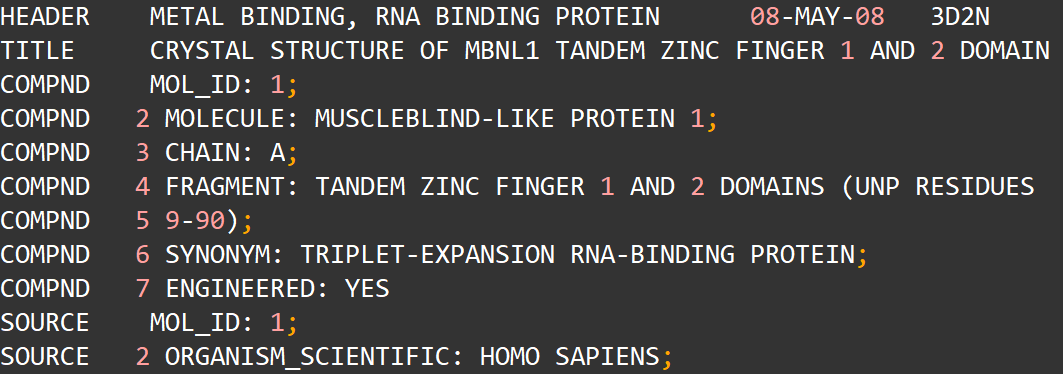 HEADER    METAL BINDING, RNA BINDING PROTEIN      08-MAY-08   3D2N
TITLE     CRYSTAL STRUCTURE OF MBNL1 TANDEM ZINC FINGER 1 AND 2 DOMAIN
COMPND    MOL_ID: 1;
COMPND   2 MOLECULE: MUSCLEBLIND-LIKE PROTEIN 1;
COMPND   3 CHAIN: A;
COMPND   4 FRAGMENT: TANDEM ZINC FINGER 1 AND 2 DOMAINS (UNP RESIDUES
COMPND   5 9-90);
COMPND   6 SYNONYM: TRIPLET-EXPANSION RNA-BINDING PROTEIN;
COMPND   7 ENGINEERED: YES
SOURCE    MOL_ID: 1;
SOURCE   2 ORGANISM_SCIENTIFIC: HOMO SAPIENS;